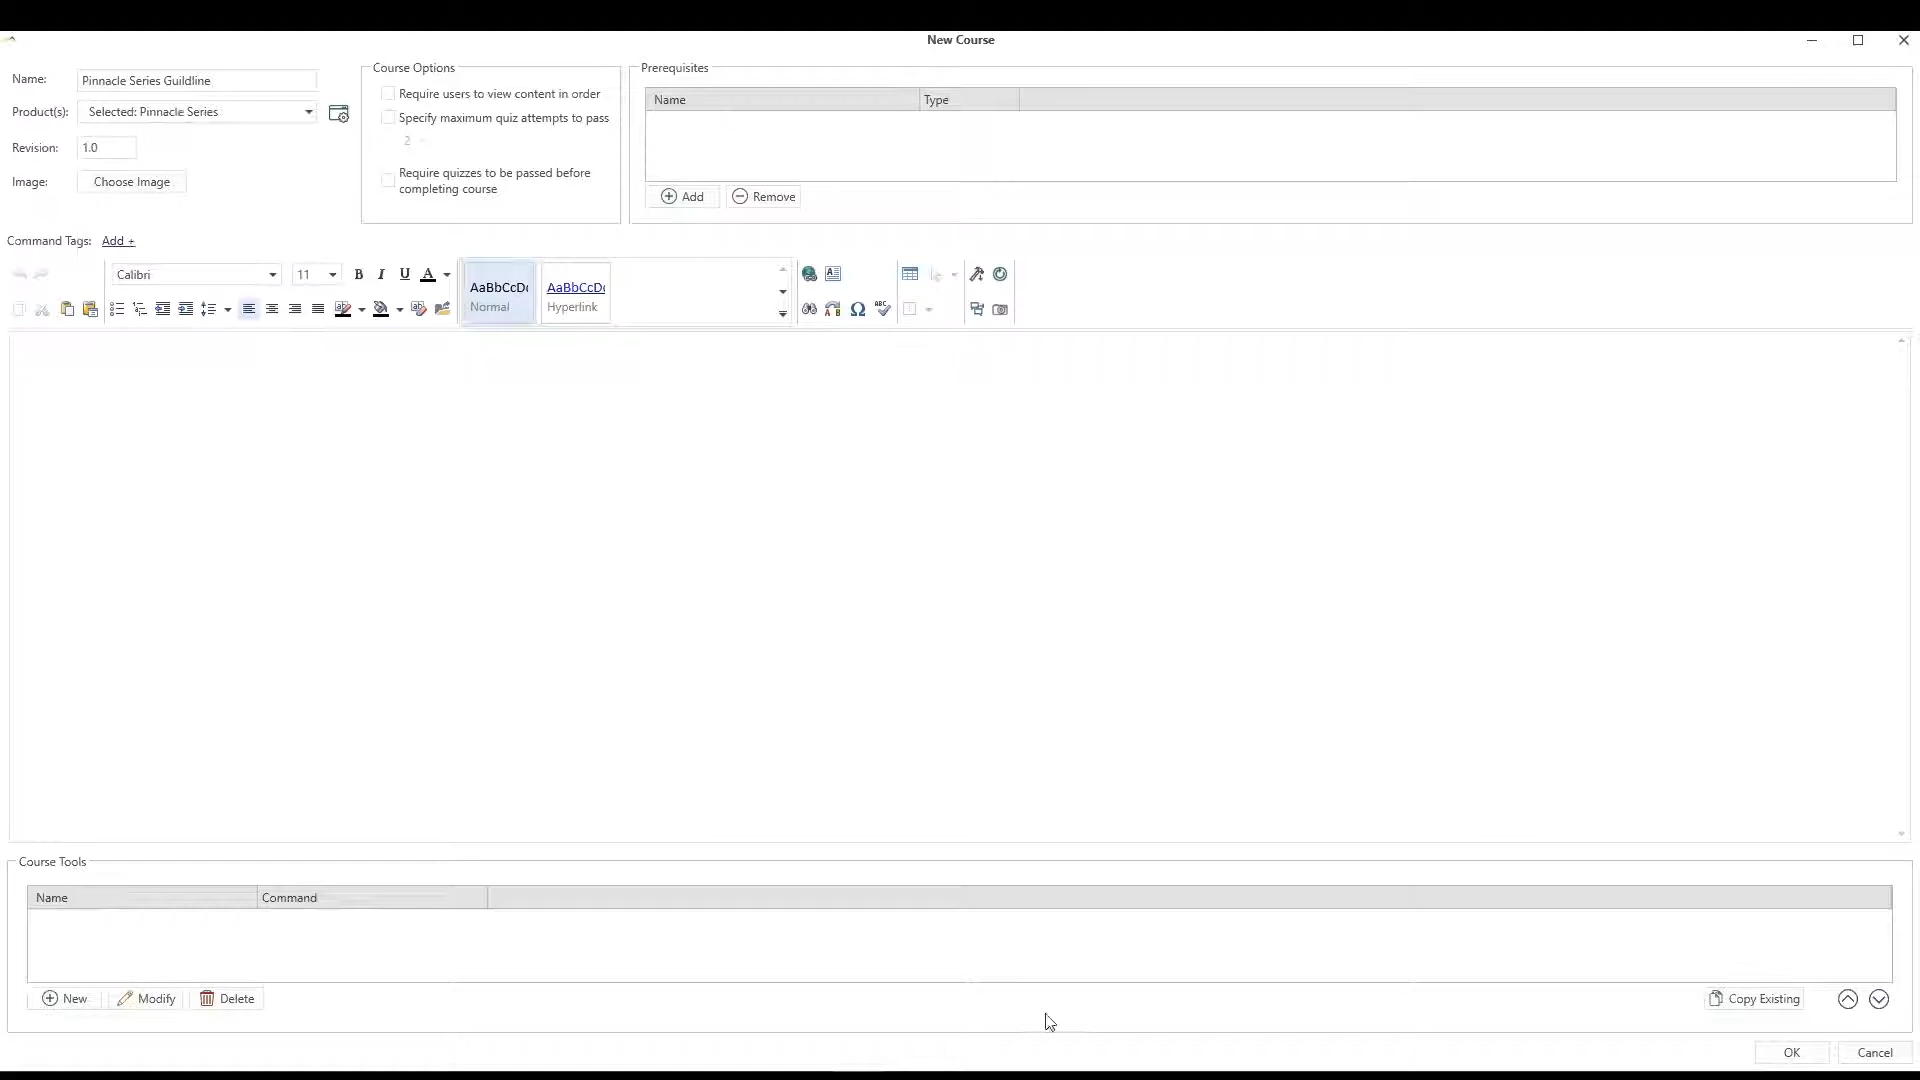 New Course
Name:
Pinnacle Series Guildline
Product(s):
Selected: Pinnacle Series
Revision:
1.0
Image:
Choose Image
Course Options
Require users to view content in order
Specify maximum quiz attempts to pass
2
Require quizzes to be passed before
completing course
Prerequisites
Name
Type
Add
Remove
Command Tags:
Add +
Calibri
11
B
I
U
A
AaBbCcDc
Normal
AaBbCcDc
Hyperlink
Course Tools
Name
Command
New
Modify
Delete
Copy Existing
OK
Cancel